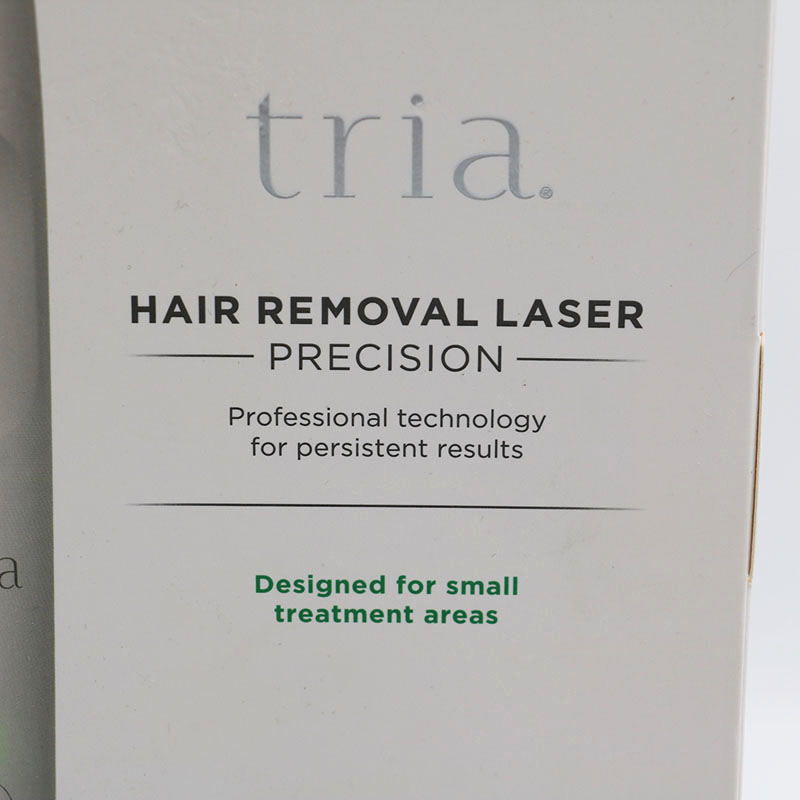 tria®
HAIR REMOVAL LASER
PRECISION
Professional technology
for persistent results
Designed for small
treatment areas
a